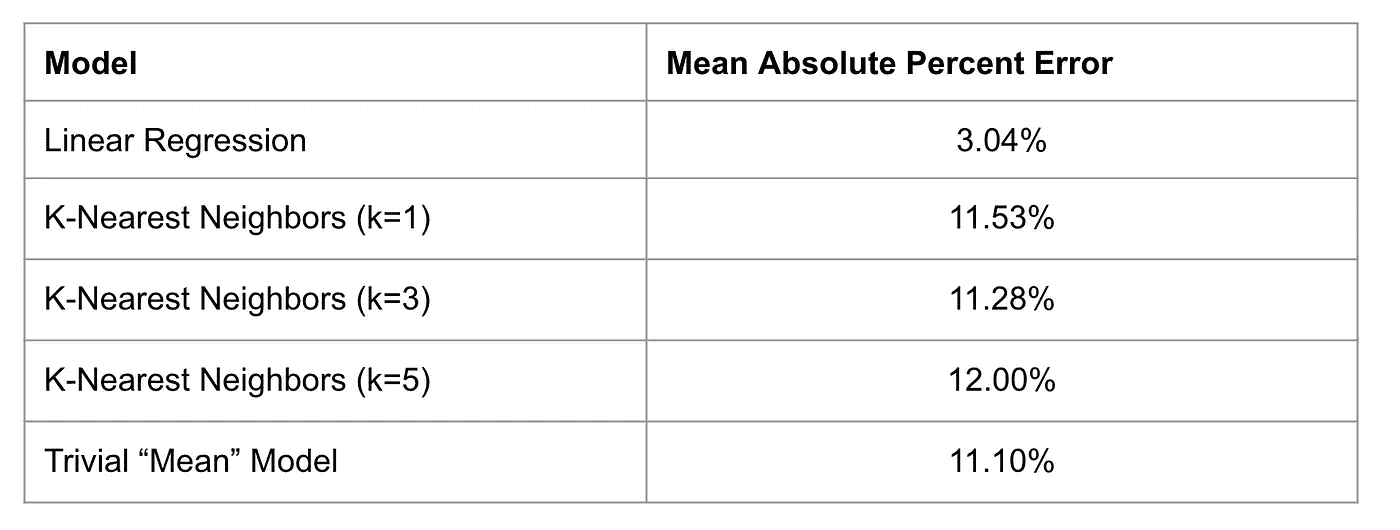 Model Mean Absolute Percent Error
Linear Regression 3.04%
K-Nearest Neighbors (k=1) 11.53%
K-Nearest Neighbors (k=3) 11.28%
K-Nearest Neighbors (k=5) 12.00%
Trivial “Mean” Model 11.10%